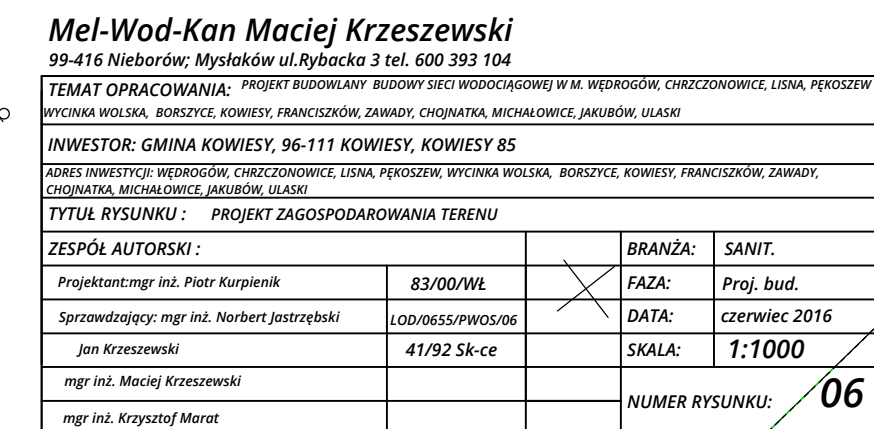 Mel-Wod-Kan Maciej Krzeszewski
99-416 Nieborów; Mysłaków ul.Rybacka 3 tel. 600 393 104
TEMAT OPRACOWANIA: PROJEKT BUDOWLANY BUDOWY SIECI WODOCIĄGOWEJ W M. WĘDROGÓW, CHRZCZONOWICE, LISNA, PĘKOSZEW
WYCINKA WOLSKA, BORSZYCE, KOWIESY, FRANCISZKÓW, ZAWADY, CHOJNATKA, MICHAŁOWICE, JAKUBÓW, ULASKI
INWESTOR: GMINA KOWIESY, 96-111 KOWIESY, KOWIESY 85
ADRES INWESTYCJI: WĘDROGÓW, CHRZCZONOWICE, LISNA, PĘKOSZEW, WYCINKA WOLSKA, BORSZYCE, KOWIESY, FRANCISZKÓW, ZAWADY,
CHOJNATKA, MICHAŁOWICE, JAKUBÓW, ULASKI
TYTUŁ RYSUNKU : PROJEKT ZAGOSPODAROWANIA TERENU
ZESPÓŁ AUTORSKI : BRANŻA: SANIT.
Projektant:mgr inż. Piotr Kurpienik 83/00/WŁ FAZA: Proj. bud.
Sprawdzający: mgr inż. Norbert Jastrzębski LOD/0655/PWOS/06 DATA: czerwiec 2016
Jan Krzeszewski 41/92 Sk-ce SKALA: 1:1000
mgr inż. Maciej Krzeszewski
NUMER RYSUNKU: 06
mgr inż. Krzysztof Marat